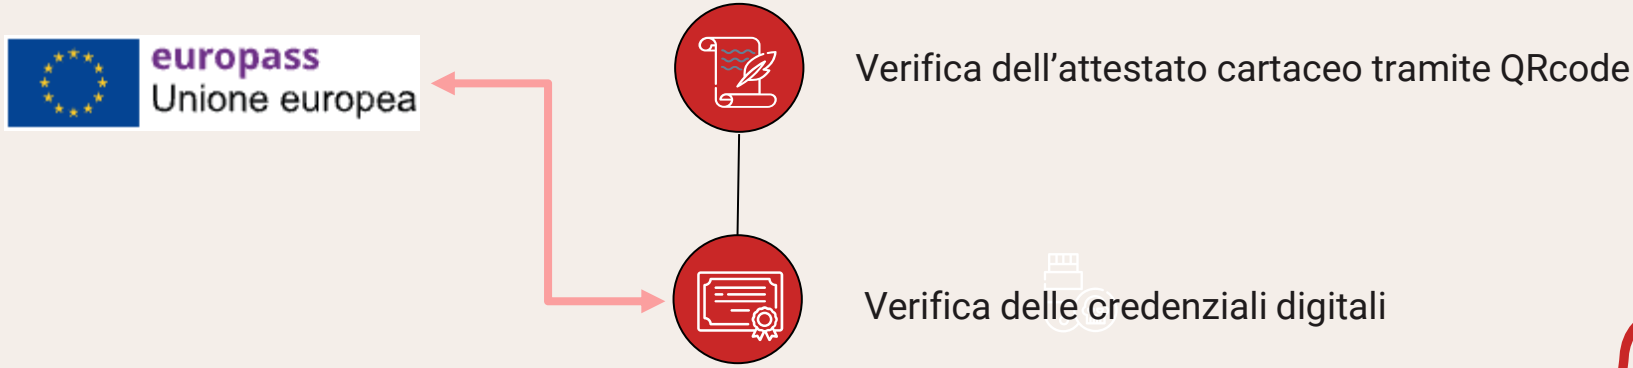 europass
Unione europea
Verifica dell’attestato cartaceo tramite QRcode
Verifica delle credenziali digitali